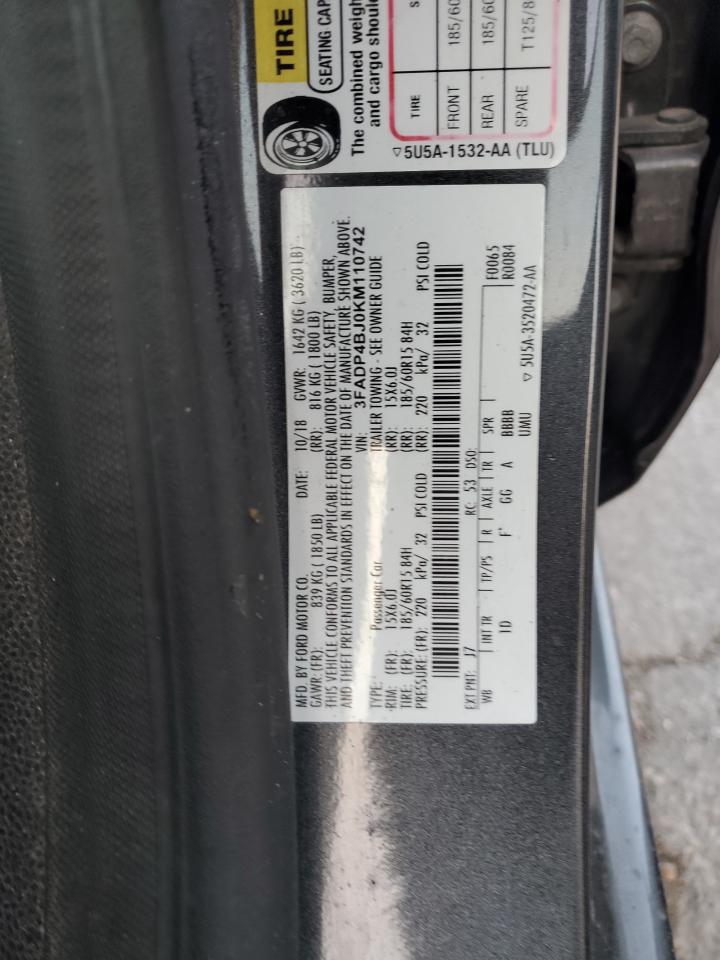 TIRE
SEATING CAP
The combined weigh
and cargo shoule
TIRE S
FRONT 185/60
REAR 185/60
SPARE T125/8
▽5U5A-1532-AA (TLU)
MFD. BY FORD MOTOR CO. DATE: 10/18 GVWR: 1642 KG ( 3620 LB)
GAWR: (FR): 839 KG ( 1850 LB) (RR): 816 KG ( 1800 LB)
THIS VEHICLE CONFORMS TO ALL APPLICABLE FEDERAL MOTOR VEHICLE SAFETY, BUMPER,
AND THEFT PREVENTION STANDARDS IN EFFECT ON THE DATE OF MANUFACTURE SHOWN ABOVE.
VIN: 3FADP4BJ0KM110742
TYPE: Passenger Car TRAILER TOWING - SEE OWNER GUIDE
RIM: (FR): 15X6.0J (RR): 15X6.0J
TIRE: (FR): 185/60R15 84H (RR): 185/60R15 84H
PRESSURE: (FR): 220 kPa/ 32 PSI COLD (RR): 220 kPa/ 32 PSI COLD
EXT PNT: J7 RC: 53 DSO: F0065
WB INT TR TP/PS R AXLE TR SPR R0084
1D F' GG A BBBB
UMU ▽ 5U5A-3520472-AA